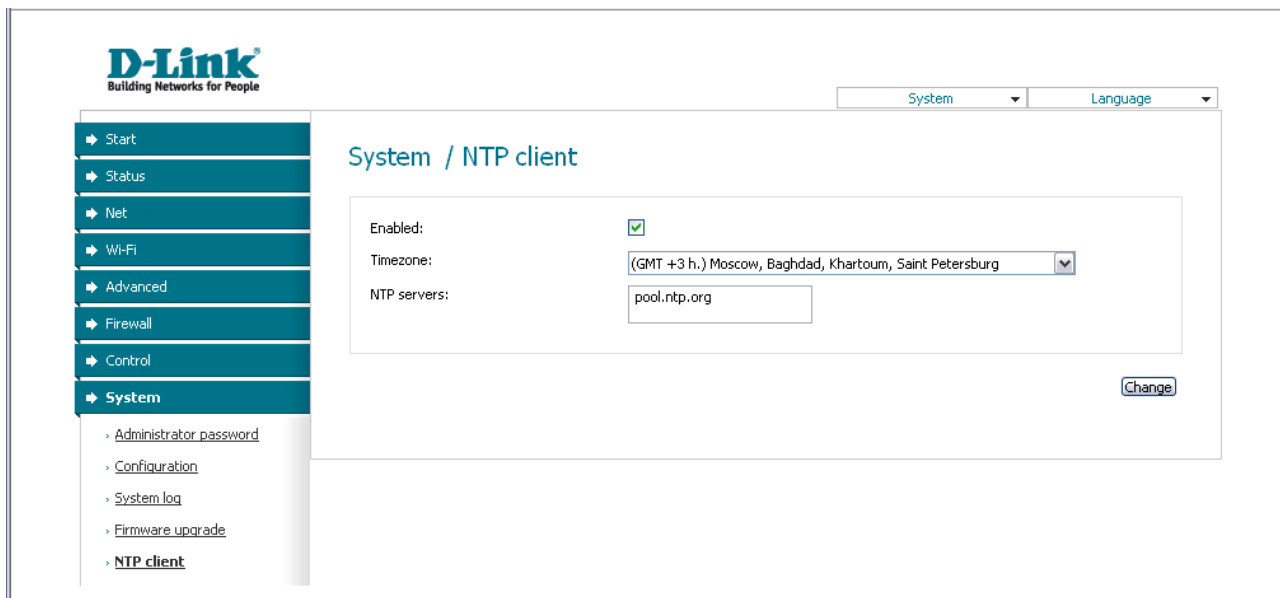 D-Link
Building Networks for People
System
Language
Start
Status
Net
Wi-Fi
Advanced
Firewall
Control
System
Administrator password
Configuration
System log
Firmware upgrade
NTP client
System / NTP client
Enabled:
Timezone: (GMT +3 h.) Moscow, Baghdad, Khartoum, Saint Petersburg
NTP servers: pool.ntp.org
Change